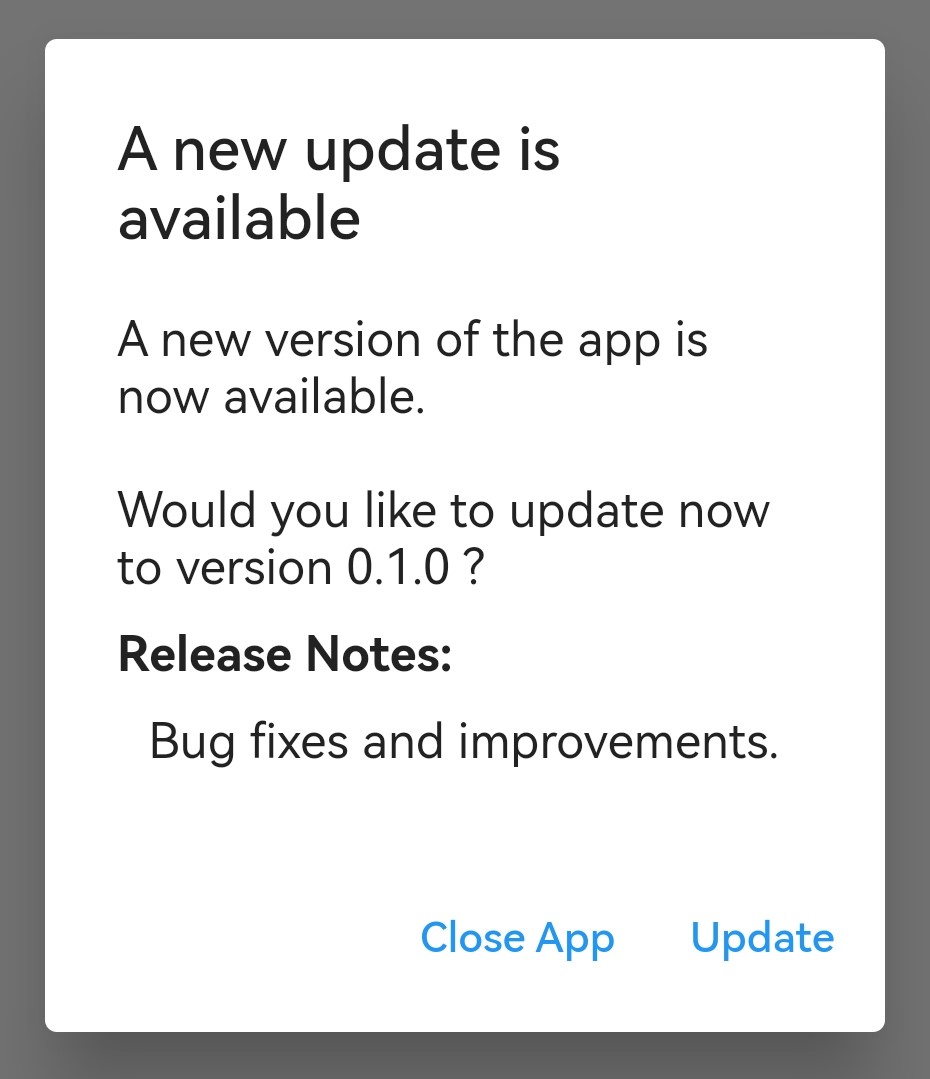 A new update is
available
A new version of the app is
now available.
Would you like to update now
to version 0.1.0 ?
Release Notes:
Bug fixes and improvements.
Close App
Update